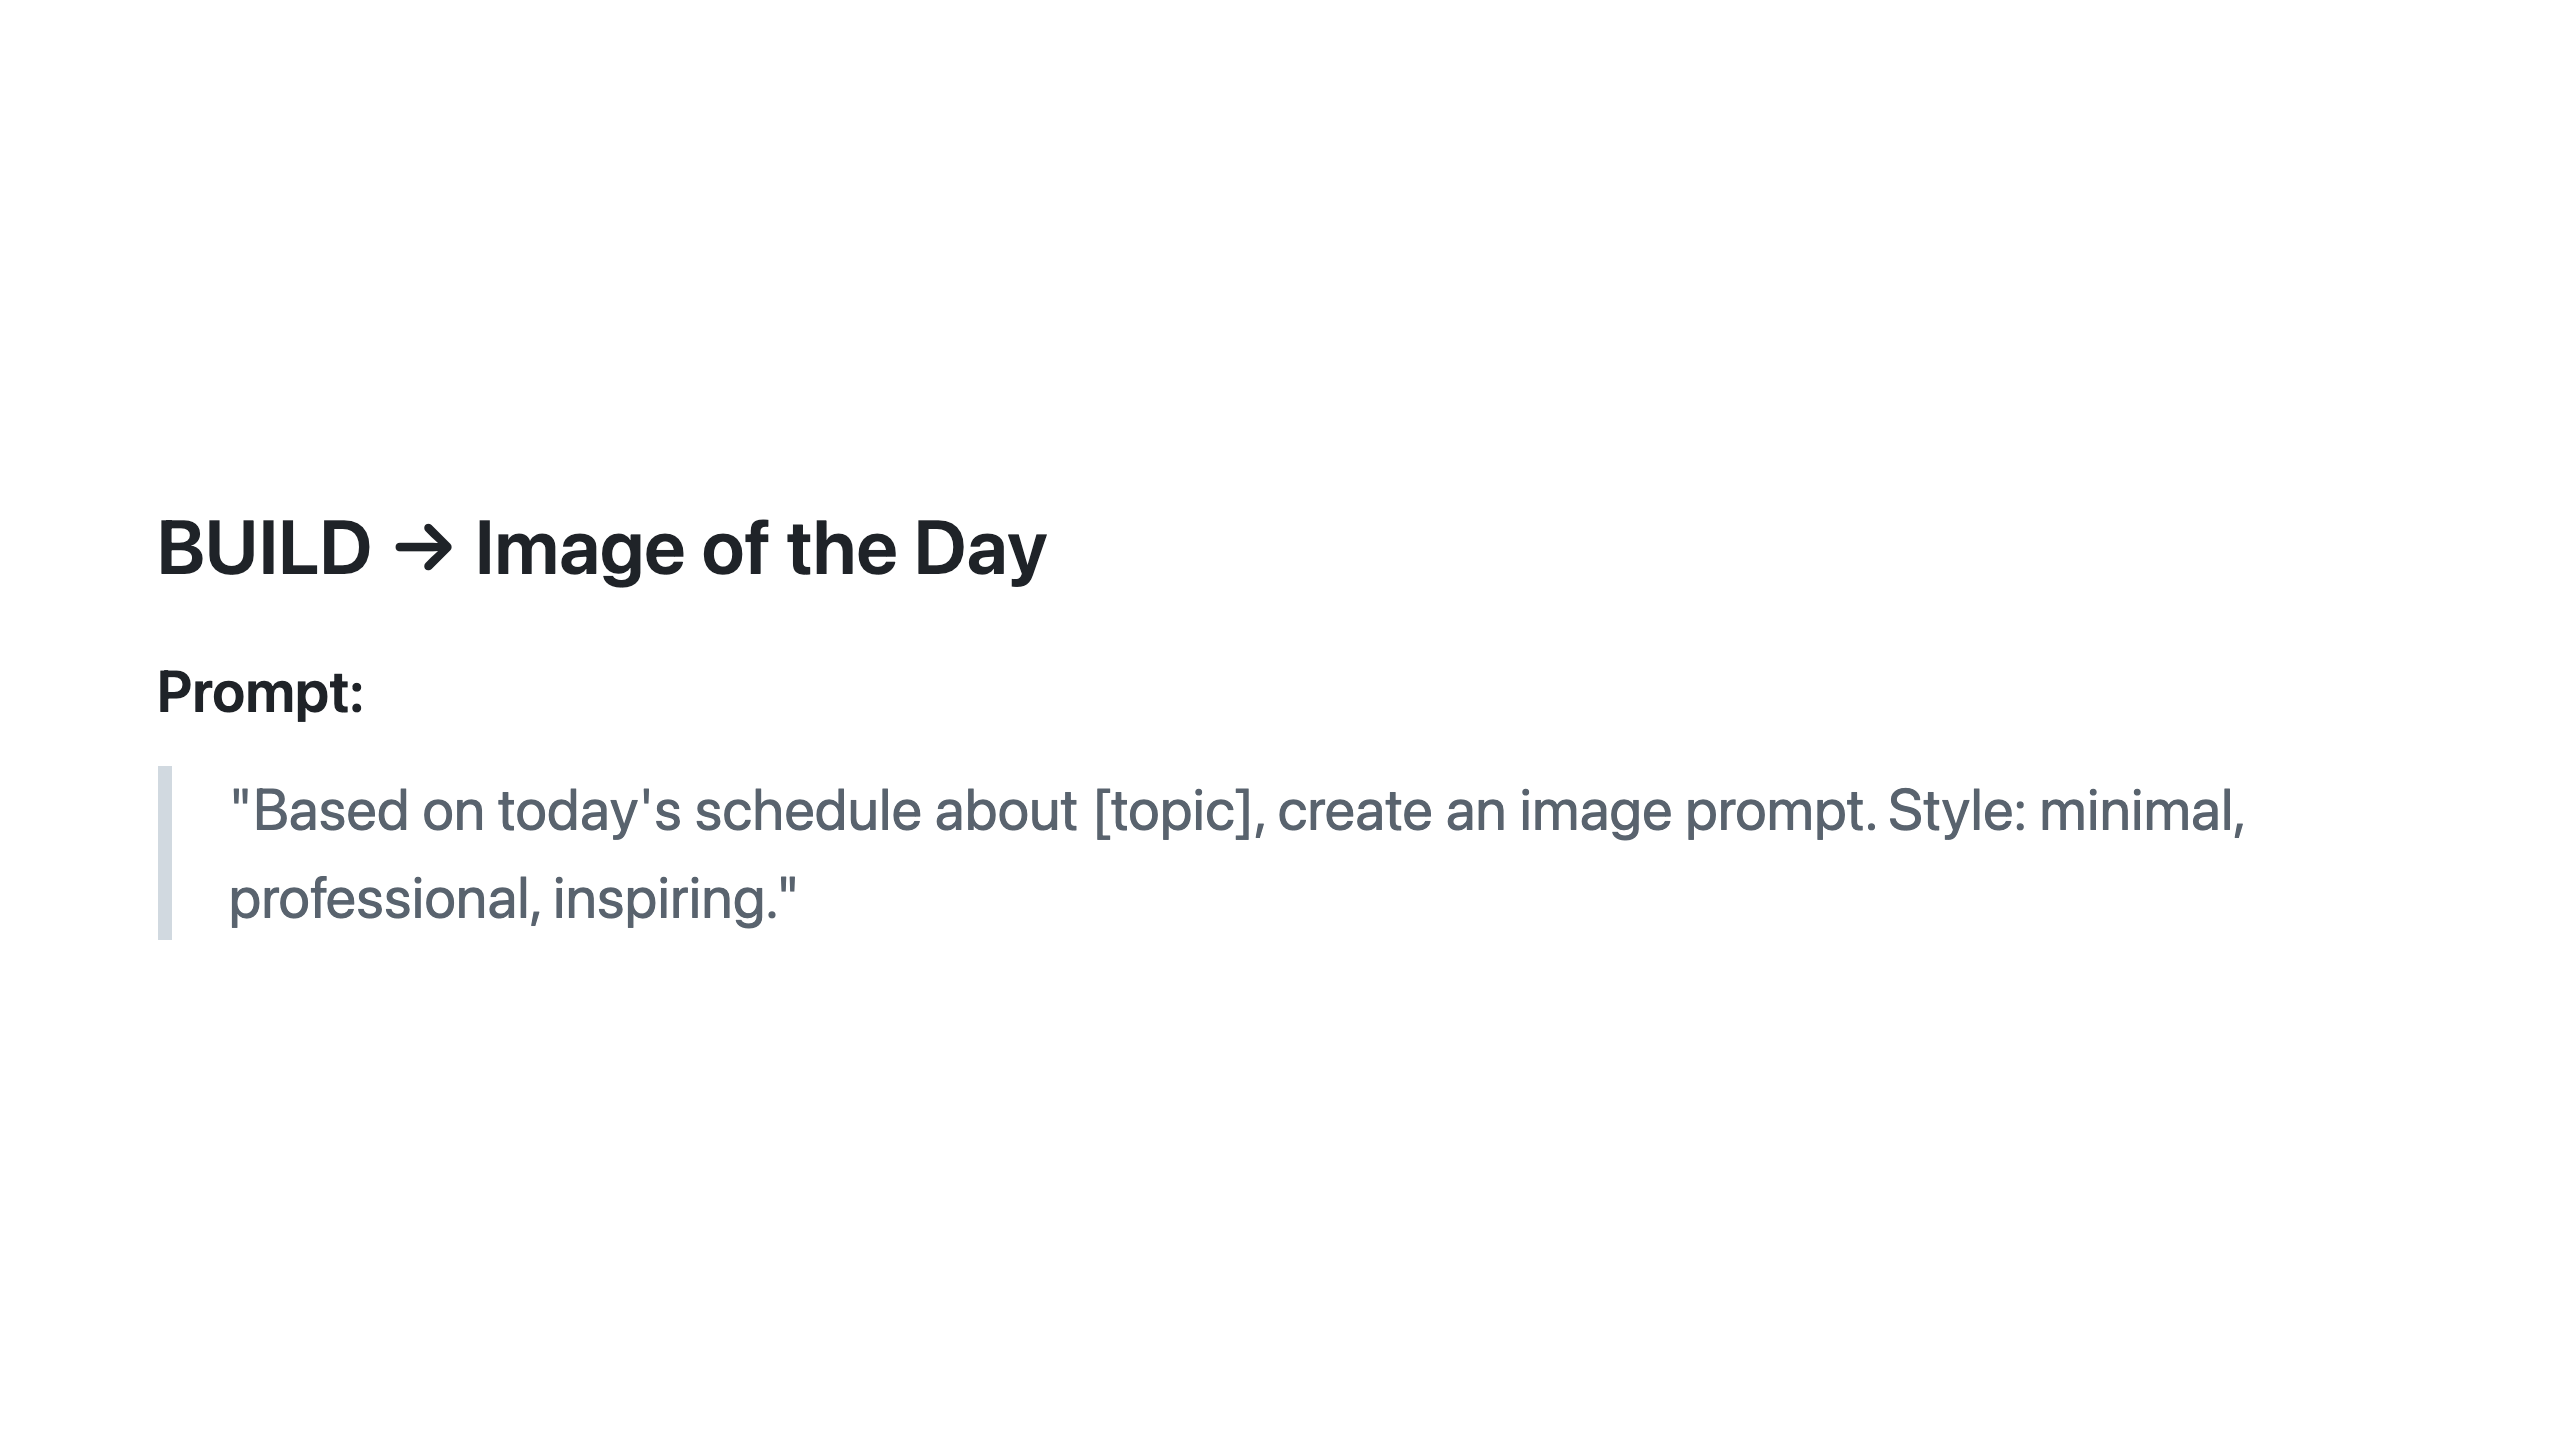 BUILD → Image of the Day
Prompt:
"Based on today's schedule about [topic], create an image prompt. Style: minimal,
professional, inspiring."